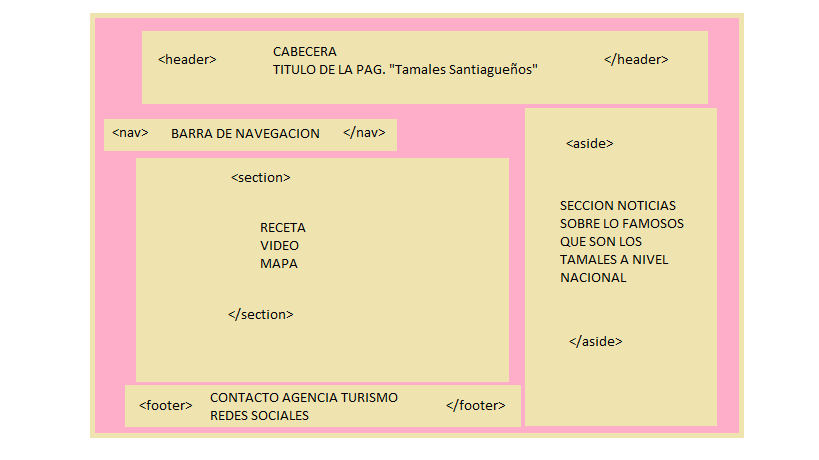 <header> CABECERA </header>
TITULO DE LA PAG. "Tamales Santiagueños"
<nav> BARRA DE NAVEGACION </nav>
<section>
RECETA
VIDEO
MAPA
</section>
<aside>
SECCION NOTICIAS
SOBRE LO FAMOSOS
QUE SON LOS
TAMALES A NIVEL
NACIONAL
</aside>
<footer> CONTACTO AGENCIA TURISMO </footer>
REDES SOCIALES